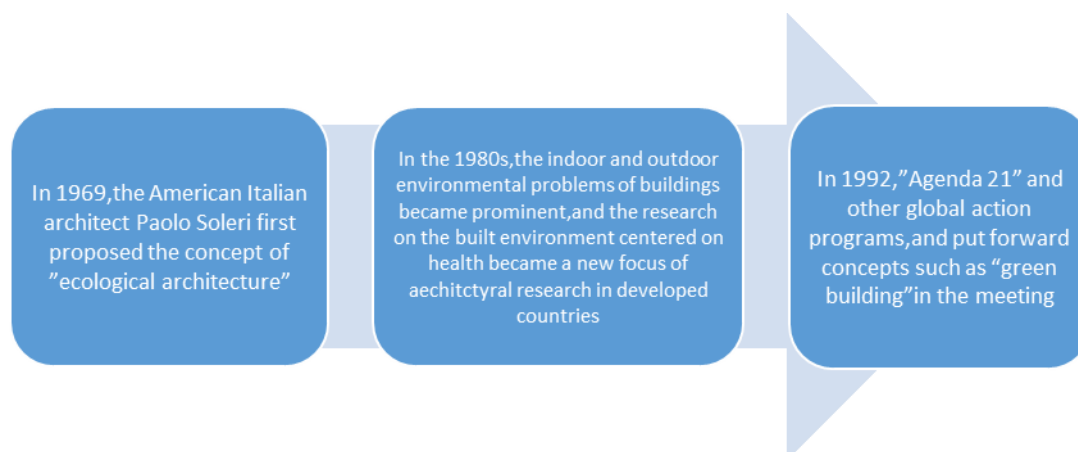 In 1969,the American Italian
architect Paolo Soleri first
proposed the concept of
”ecological architecture”
In the 1980s,the indoor and outdoor
environmental problems of buildings
became prominent,and the research
on the built environment centered on
health became a new focus of
aechitctyral research in developed
countries
In 1992,”Agenda 21” and
other global action
programs,and put forward
concepts such as “green
building”in the meeting